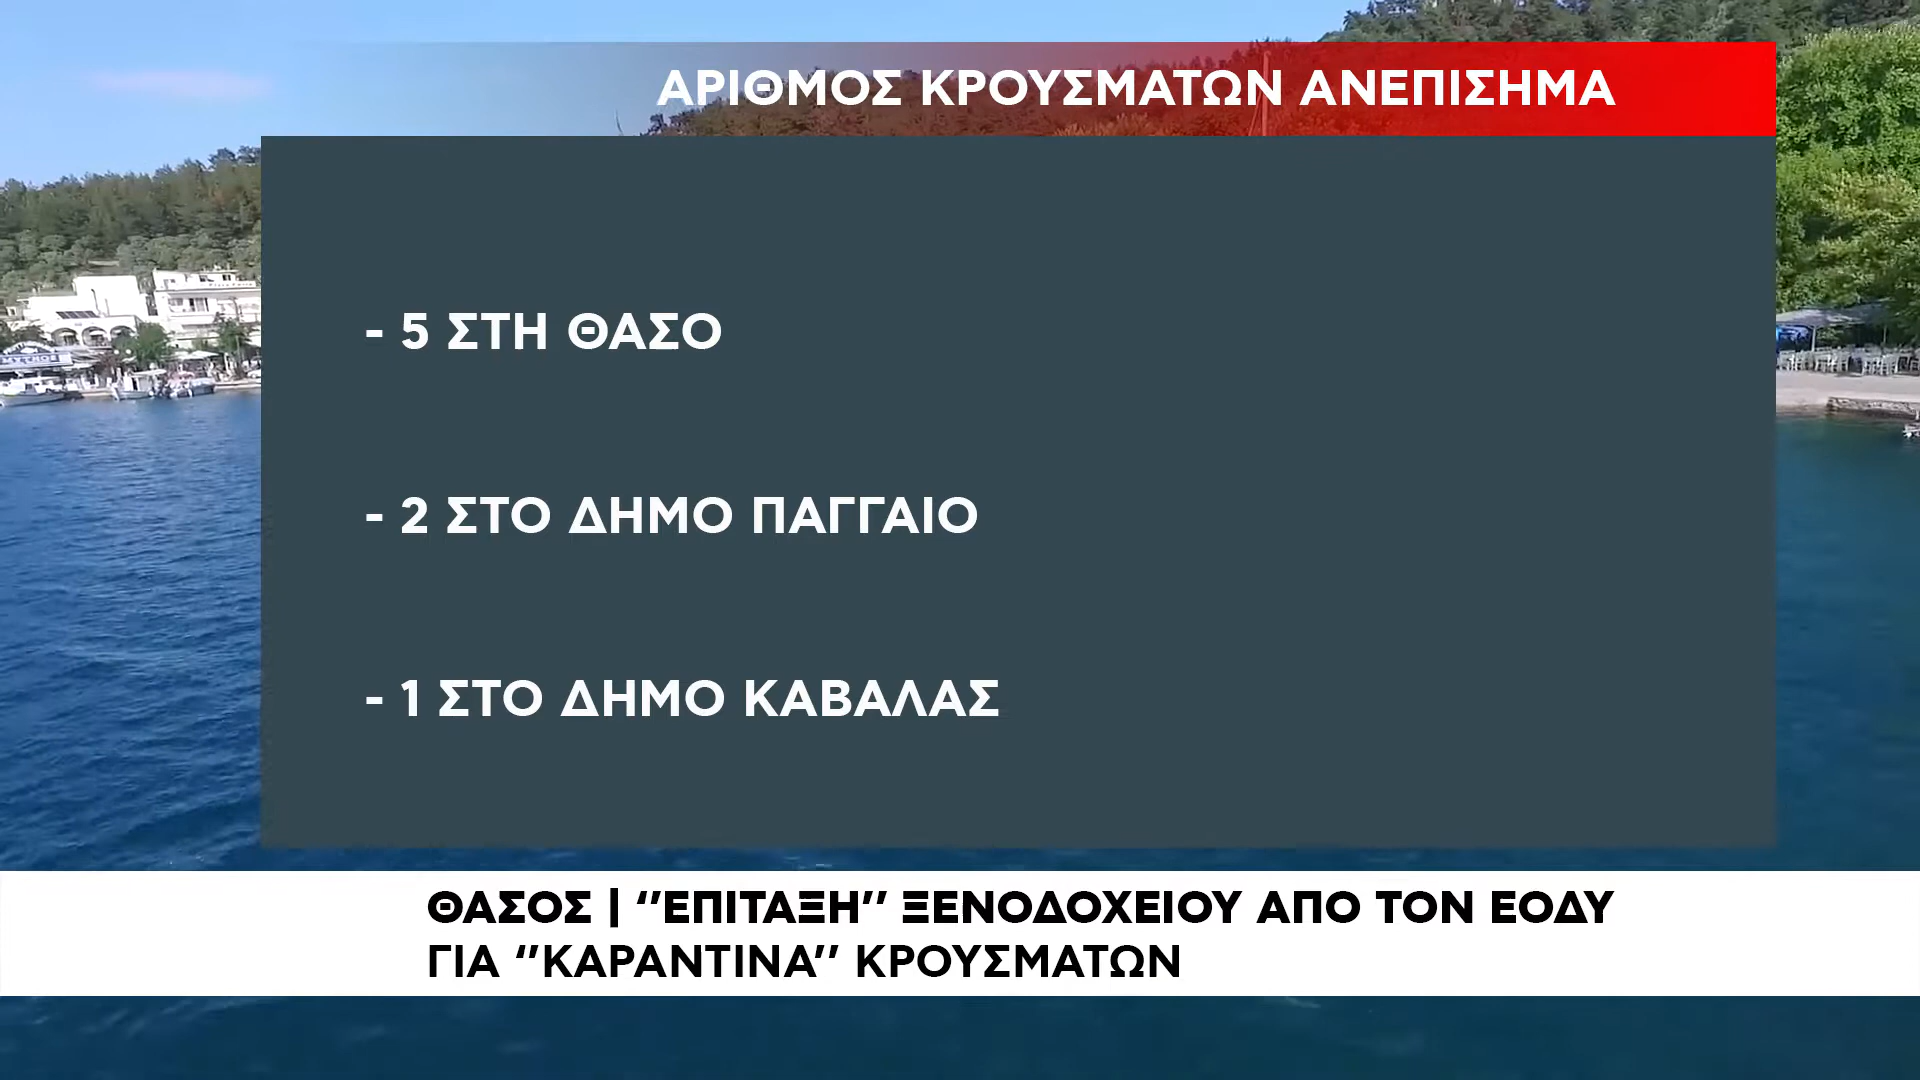 ΑΡΙΘΜΟΣ ΚΡΟΥΣΜΑΤΩΝ ΑΝΕΠΙΣΗΜΑ
- 5 ΣΤΗ ΘΑΣΟ
MYTHOS
- 2 ΣΤΟ ΔΗΜΟ ΠΑΓΓΑΙΟ
- 1 ΣΤΟ ΔΗΜΟ ΚΑΒΑΛΑΣ
ΘΑΣΟΣ | ‘’ΕΠΙΤΑΞΗ’’ ΞΕΝΟΔΟΧΕΙΟΥ ΑΠΟ ΤΟΝ ΕΟΔΥ
ΓΙΑ ‘’ΚΑΡΑΝΤΙΝΑ’’ ΚΡΟΥΣΜΑΤΩΝ